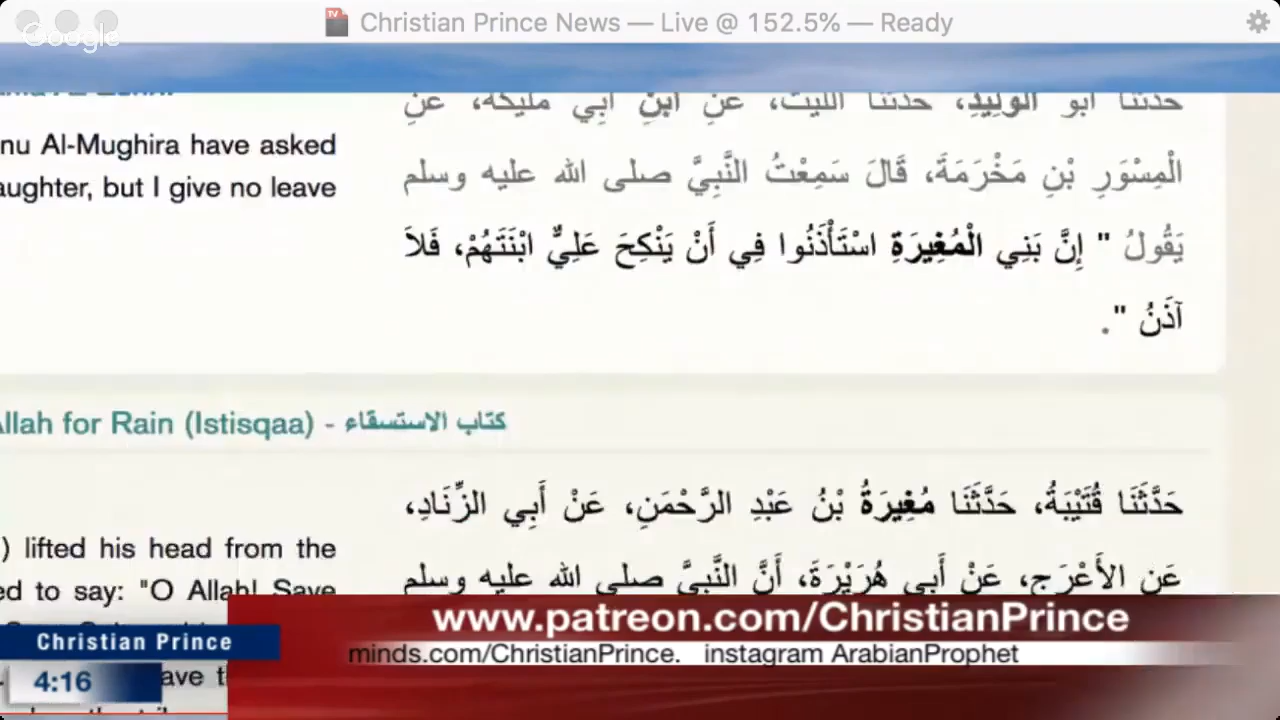 Christian Prince News — Live @ 152.5% — Ready
Google
حدثنا أبو الوليد، حدثنا الليث، عن ابن أبي مليكة، عن
nu Al-Mughira have asked
الْمِسْوَرِ بْنِ مَخْرَمَةَ، قَالَ سَمِعْتُ النَّبِيَّ صلى الله عليه وسلم
aughter, but I give no leave
يَقُولُ " إِنَّ بَنِي الْمُغِيرَةِ اسْتَأْذَنُوا فِي أَنْ يَنْكِحَ عَلِيٌّ ابْنَتَهُمْ، فَلاَ
آذَنُ ".
Allah for Rain (Istisqaa) - كتاب الاستسقاء
حَدَّثَنَا قُتَيْبَةُ، حَدَّثَنَا مُغِيرَةُ بْنُ عَبْدِ الرَّحْمَنِ، عَنْ أَبِي الزِّنَادِ،
) lifted his head from the
عَنِ الأَعْرَجِ، عَنْ أَبِي هُرَيْرَةَ، أَنَّ النَّبِيَّ صلى الله عليه وسلم
ed to say: "O Allah! Save
www.patreon.com/ChristianPrince
Christian Prince
minds.com/ChristianPrince. instagram ArabianProphet
4:16
ave t